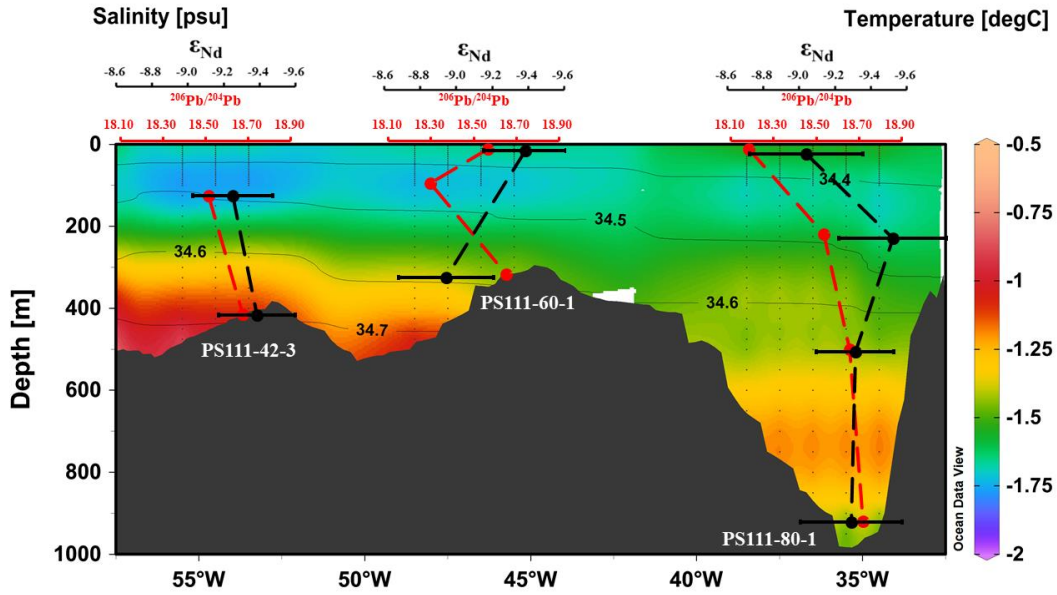 Salinity [psu]
Temperature [degC]
εNd
εNd
εNd
-8.6 -8.8 -9.0 -9.2 -9.4 -9.6
-8.6 -8.8 -9.0 -9.2 -9.4 -9.6
-8.6 -8.8 -9.0 -9.2 -9.4 -9.6
206Pb/204Pb
206Pb/204Pb
206Pb/204Pb
18.10 18.30 18.50 18.70 18.90
18.10 18.30 18.50 18.70 18.90
18.10 18.30 18.50 18.70 18.90
0
200
400
600
800
1000
Depth [m]
34.4
34.5
34.6
34.6
34.7
PS111-42-3
PS111-60-1
PS111-80-1
55°W 50°W 45°W 40°W 35°W
Ocean Data View
-0.5
-0.75
-1
-1.25
-1.5
-1.75
-2